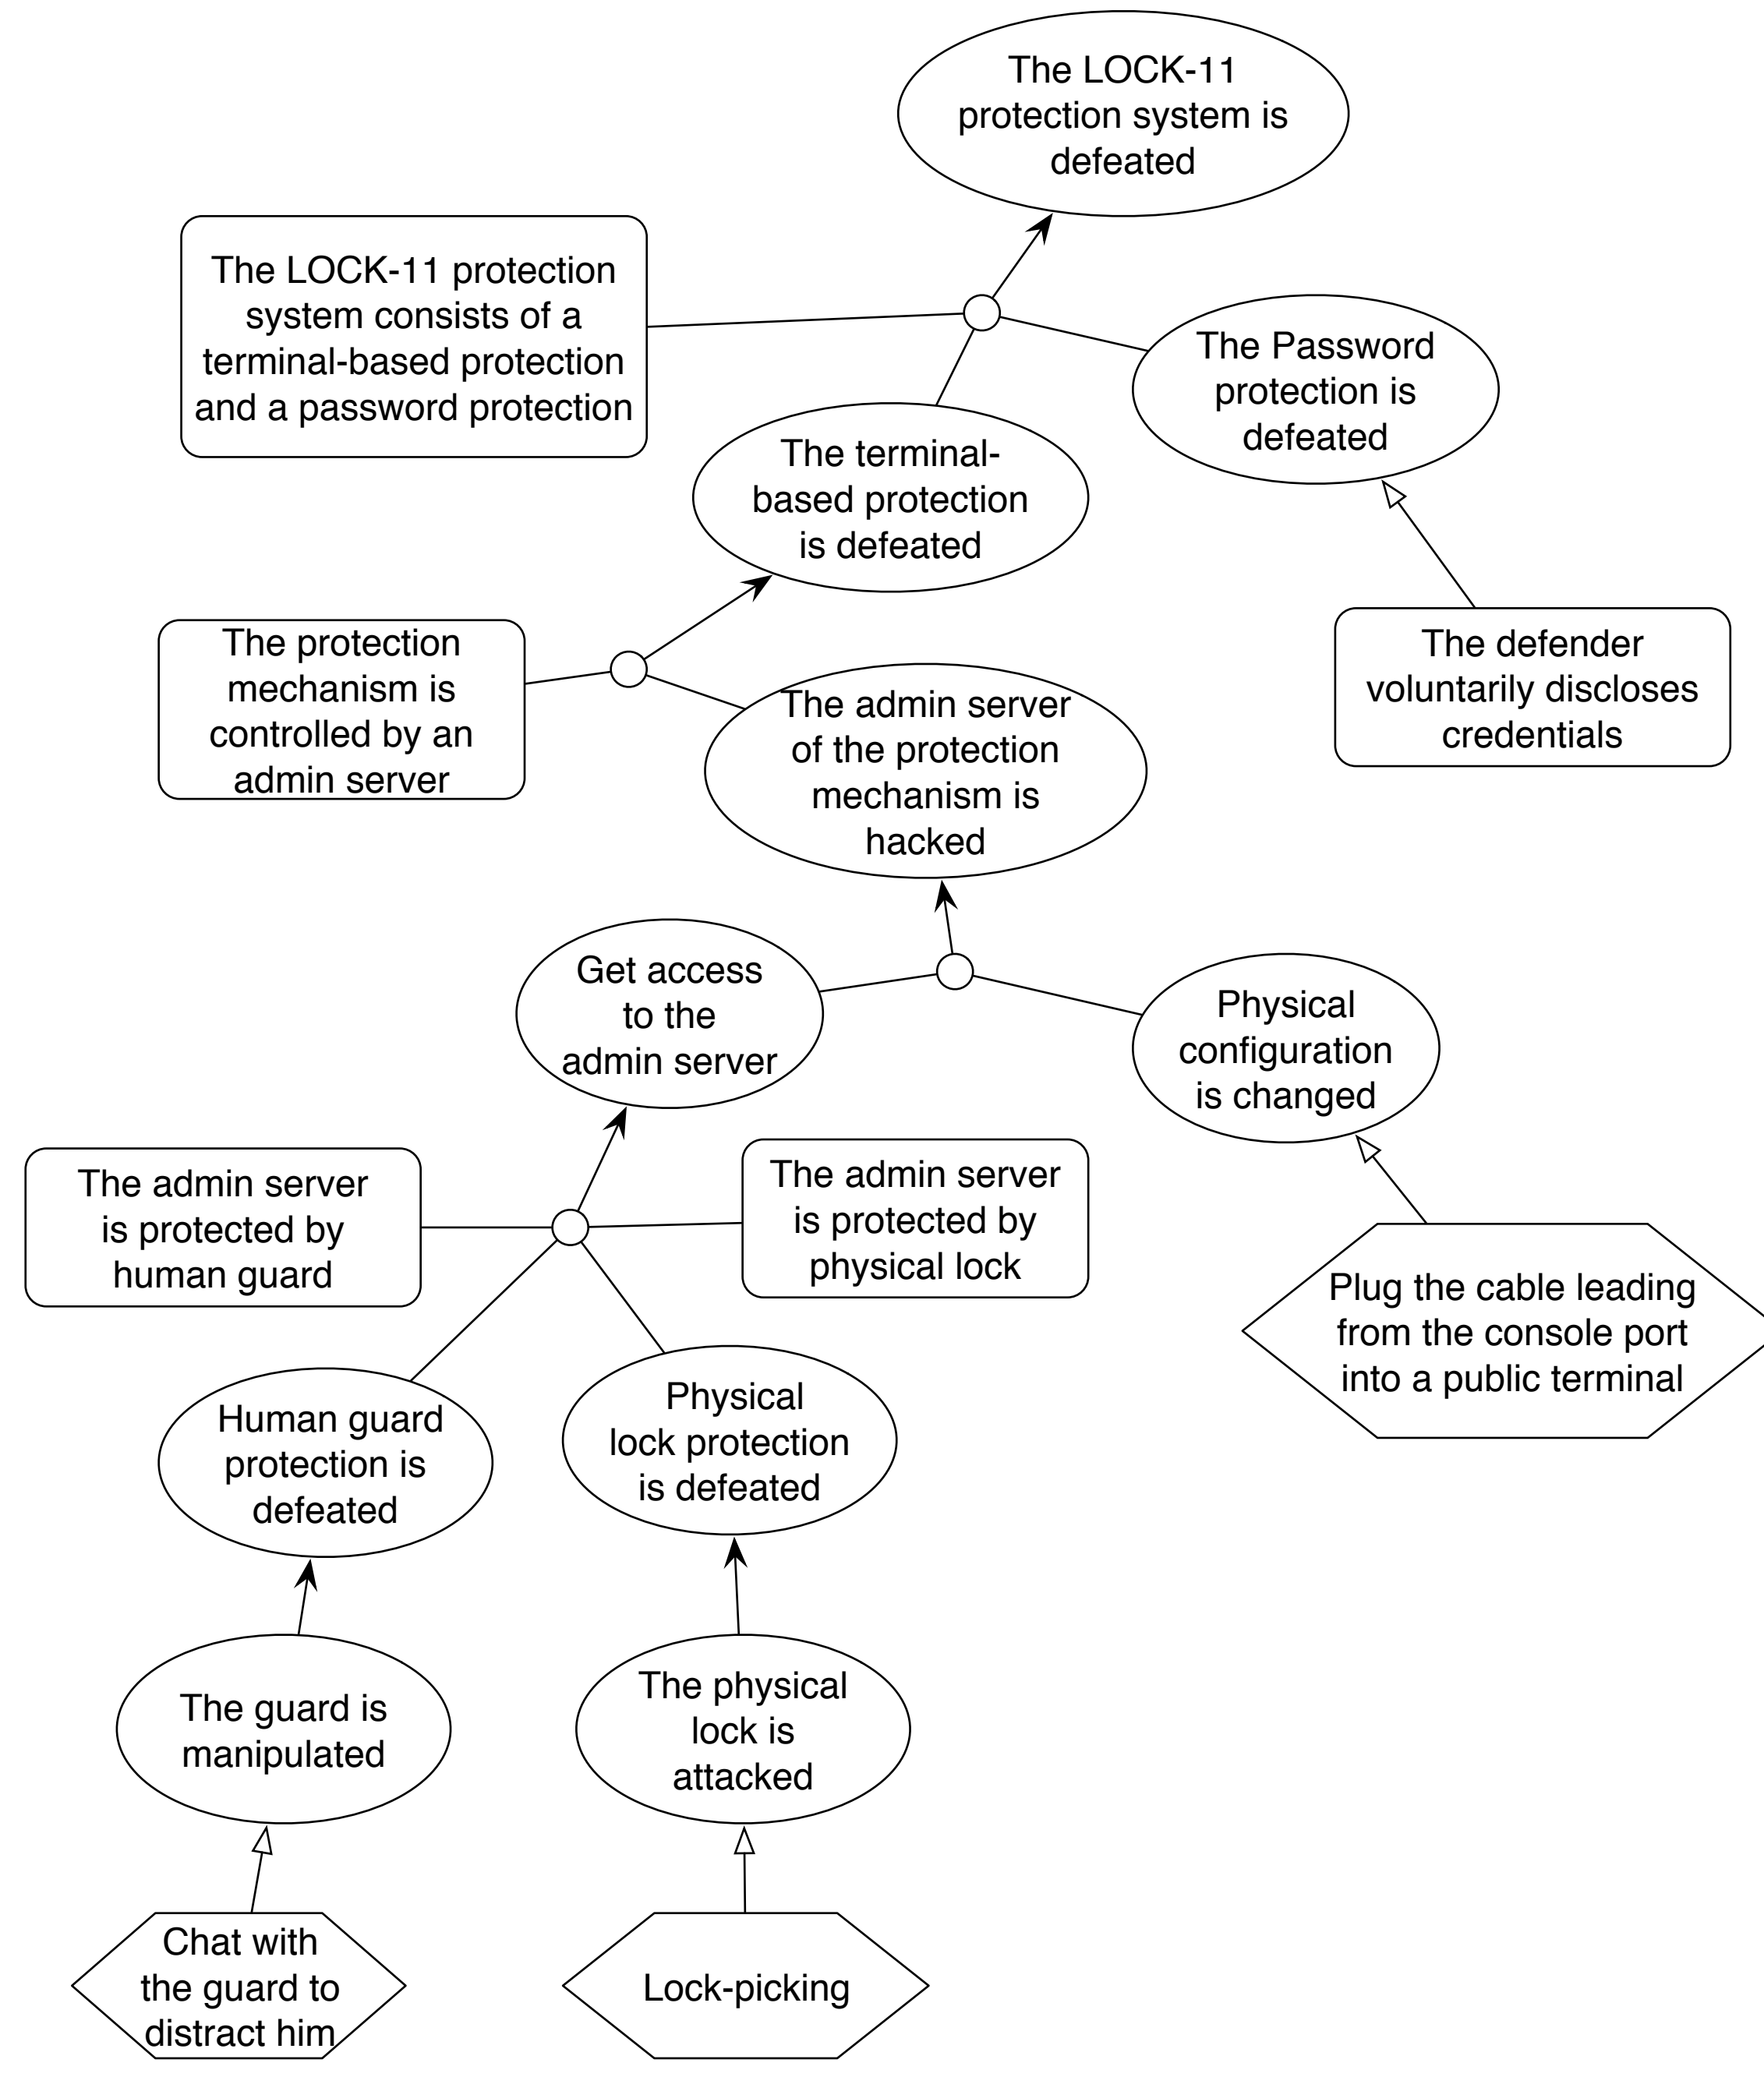 The LOCK-11
protection system is
defeated
The LOCK-11 protection
system consists of a
terminal-based protection
and a password protection
The Password
protection is
defeated
The terminal-
based protection
is defeated
The protection
mechanism is
controlled by an
admin server
The defender
voluntarily discloses
credentials
The admin server
of the protection
mechanism is
hacked
Get access
to the
admin server
Physical
configuration
is changed
The admin server
is protected by
human guard
The admin server
is protected by
physical lock
Plug the cable leading
from the console port
into a public terminal
Human guard
protection is
defeated
Physical
lock protection
is defeated
The guard is
manipulated
The physical
lock is
attacked
Chat with
the guard to
distract him
Lock-picking